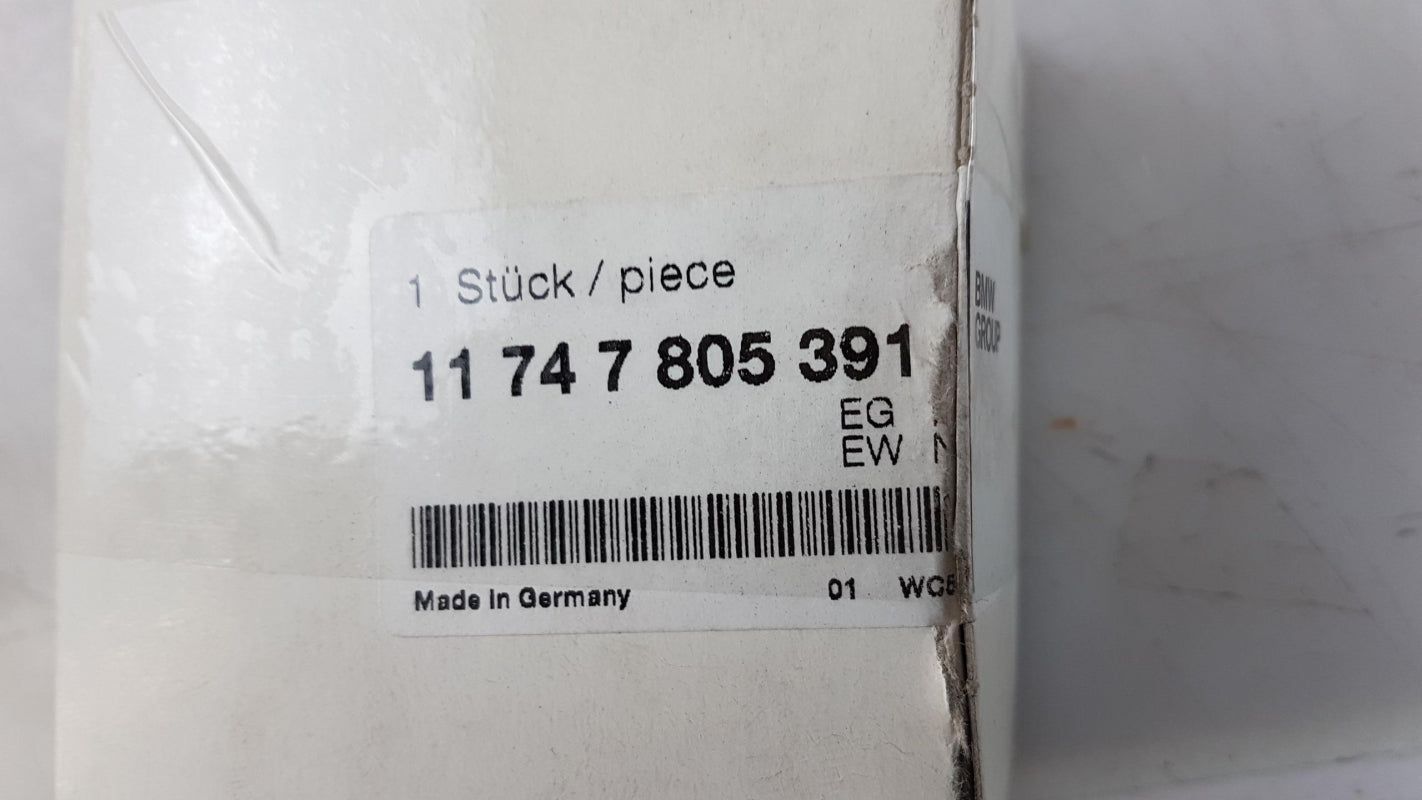 1 Stück / piece
11 74 7 805 391
EG
EW
Made in Germany 01
BMW
GROUP